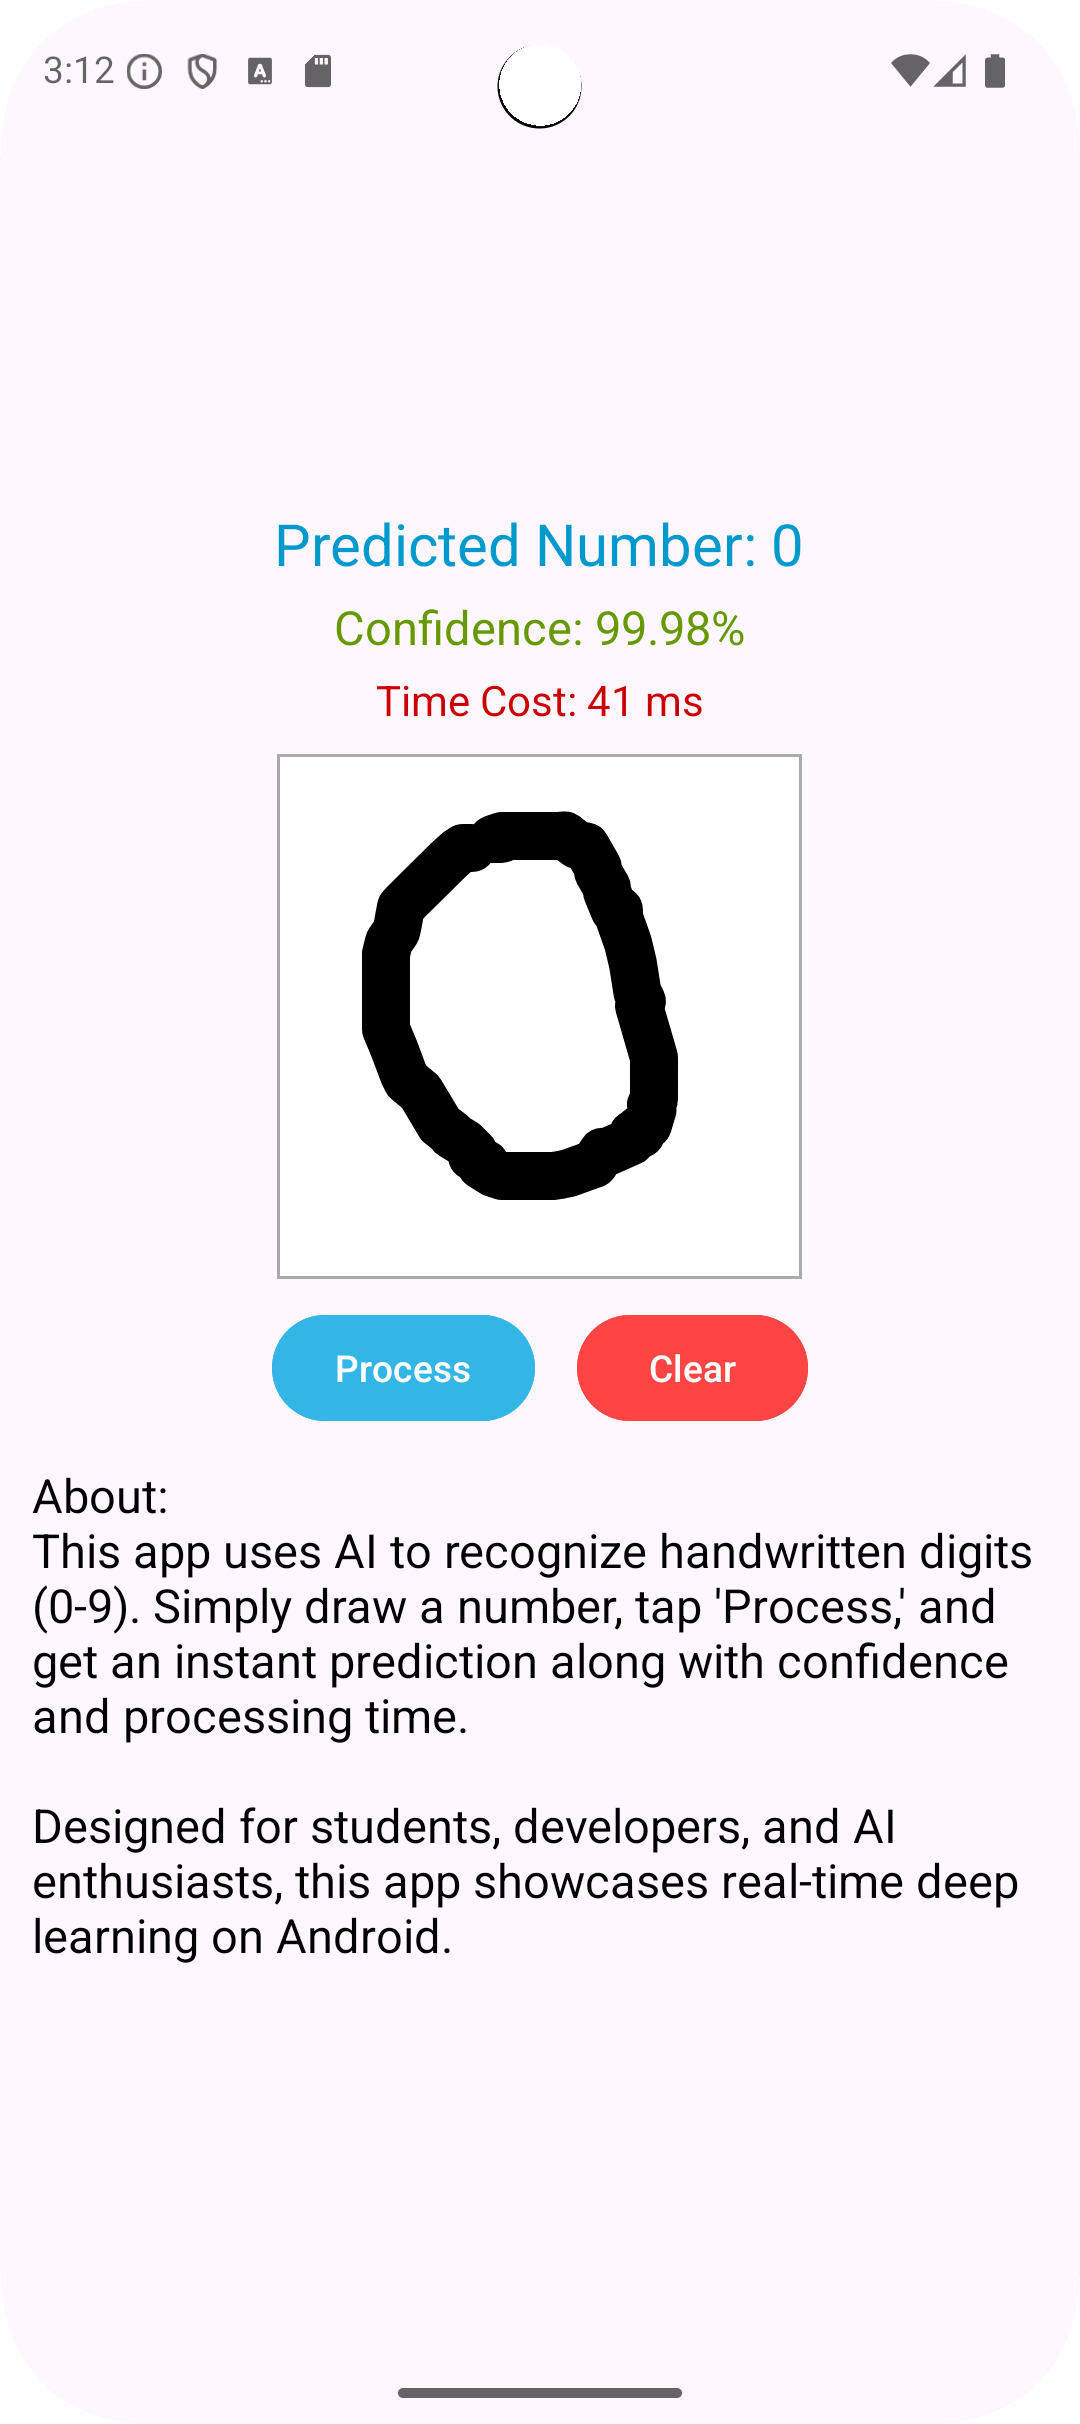 3:12
Predicted Number: 0
Confidence: 99.98%
Time Cost: 41 ms
0
Process
Clear
About:
This app uses AI to recognize handwritten digits
(0-9). Simply draw a number, tap 'Process,' and
get an instant prediction along with confidence
and processing time.
Designed for students, developers, and AI
enthusiasts, this app showcases real-time deep
learning on Android.